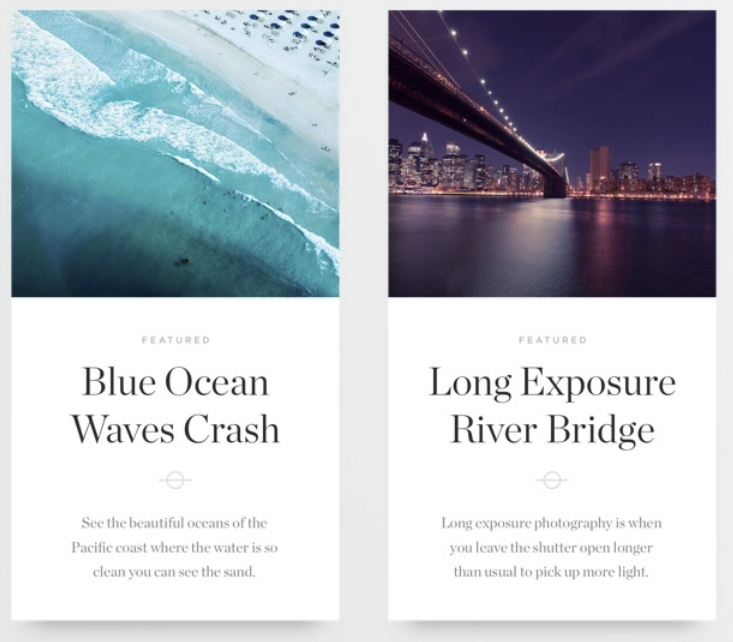 FEATURED
Blue Ocean
Waves Crash
See the beautiful oceans of the
Pacific coast where the water is so
clean you can see the sand.
FEATURED
Long Exposure
River Bridge
Long exposure photography is when
you leave the shutter open longer
than usual to pick up more light.